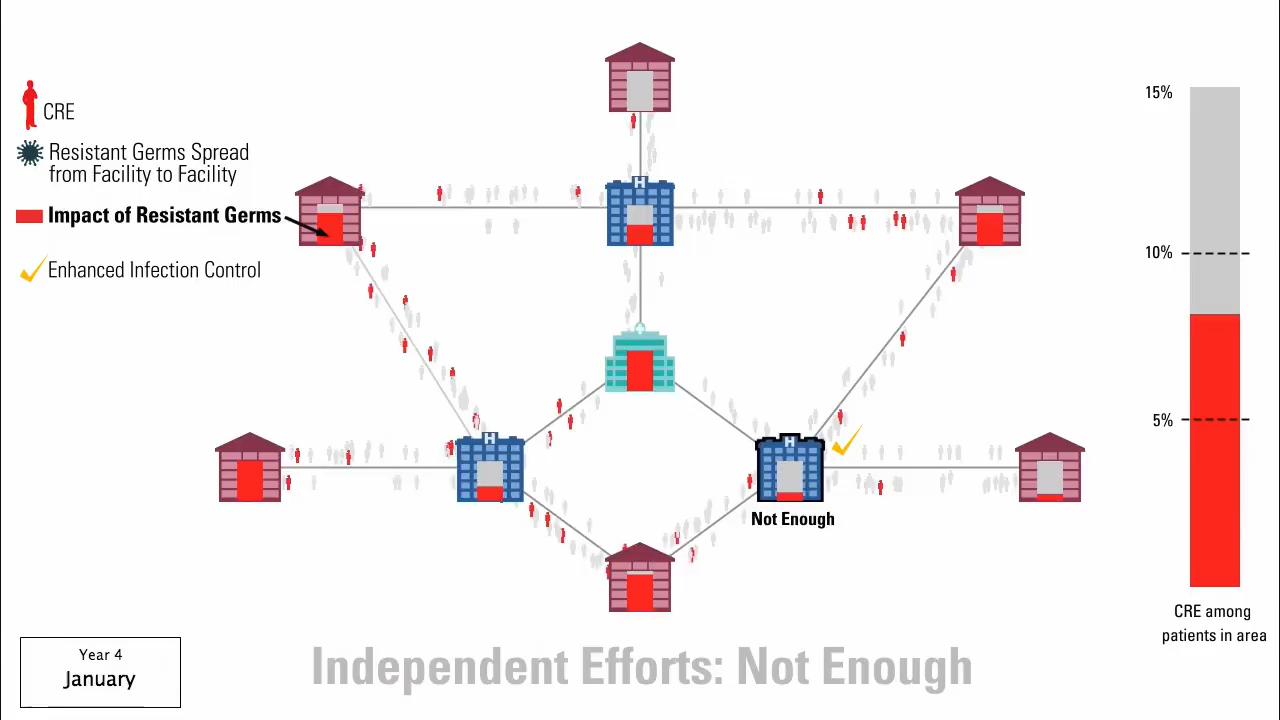 CRE
Resistant Germs Spread
from Facility to Facility
Impact of Resistant Germs
Enhanced Infection Control
H
H
H
Not Enough
15%
10%
5%
CRE among
patients in area
Year 4
January
Independent Efforts: Not Enough